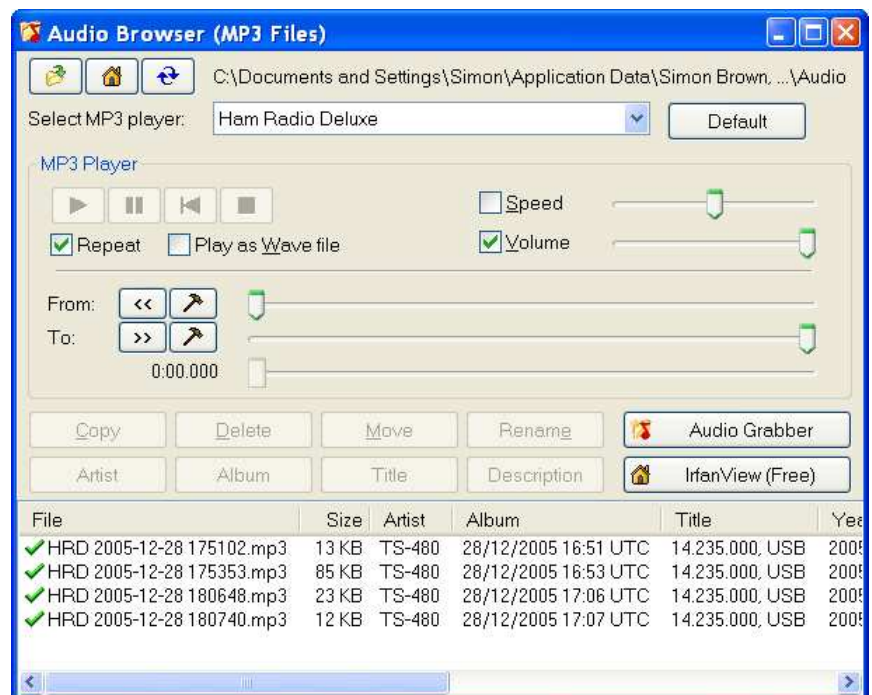 Audio Browser (MP3 Files)
C:\Documents and Settings\Simon\Application Data\Simon Brown, ...\Audio
Select MP3 player: Ham Radio Deluxe Default
MP3 Player
Speed
Repeat Play as Wave file Volume
From: <<
To: >>
0:00.000
Copy Delete Move Rename Audio Grabber
Artist Album Title Description IrfanView (Free)
File Size Artist Album Title Yea
HRD 2005-12-28 175102.mp3 13 KB TS-480 28/12/2005 16:51 UTC 14.235.000, USB 2005
HRD 2005-12-28 175353.mp3 85 KB TS-480 28/12/2005 16:53 UTC 14.235.000, USB 2005
HRD 2005-12-28 180648.mp3 23 KB TS-480 28/12/2005 17:06 UTC 14.235.000, USB 2005
HRD 2005-12-28 180740.mp3 12 KB TS-480 28/12/2005 17:07 UTC 14.235.000, USB 2005